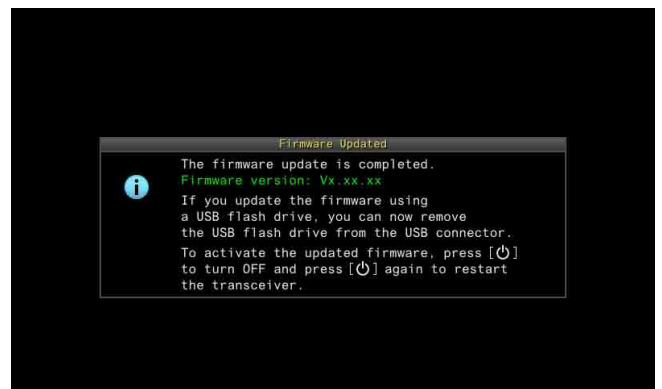 Firmware Updated
The firmware update is completed.
Firmware version: Vx.xx.xx
If you update the firmware using
a USB flash drive, you can now remove
the USB flash drive from the USB connector.
To activate the updated firmware, press [⏻]
to turn OFF and press [⏻] again to restart
the transceiver.